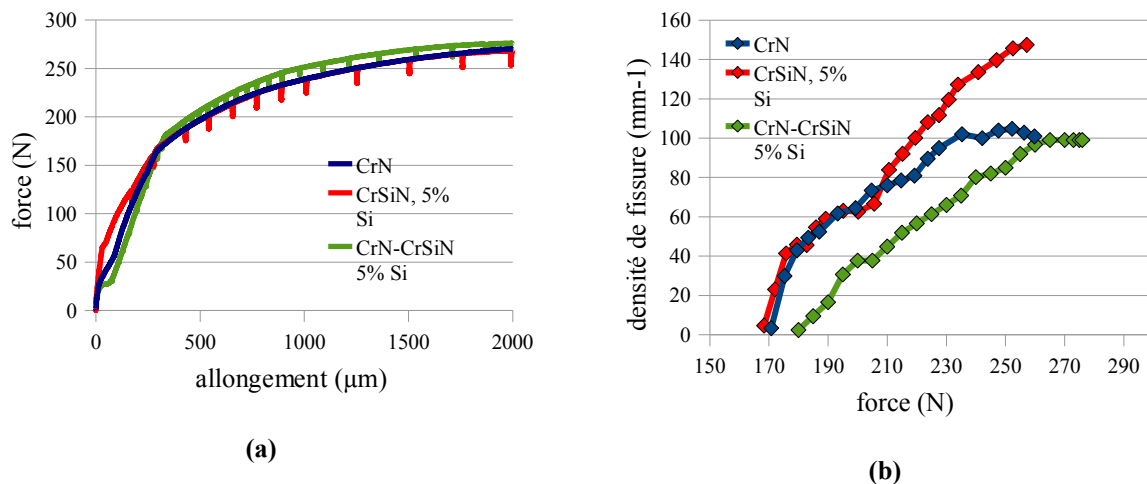 300
250
200
150
100
50
0
force (N)
CrN
CrSiN, 5%
Si
CrN-CrSiN
5% Si
0 500 1000 1500 2000
allongement (μm)
(a)
160
140
120
100
80
60
40
20
0
densité de fissure (mm-1)
CrN
CrSiN, 5%
Si
CrN-CrSiN
5% Si
150 170 190 210 230 250 270 290
force (N)
(b)